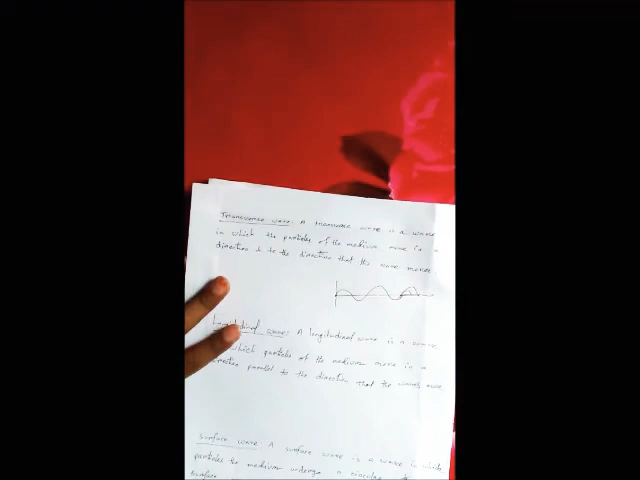 Transverse wave: A transverse wave is a wave
in which the particles of the medium move in a
direction ⊥ to the direction that the wave moves
Longitudinal wave: A longitudinal wave is a wave
which particles of the medium move in a
direction parallel to the direction that the waves move
Surface wave: A surface wave is a wave in which
particles the medium undergo a circular
surface